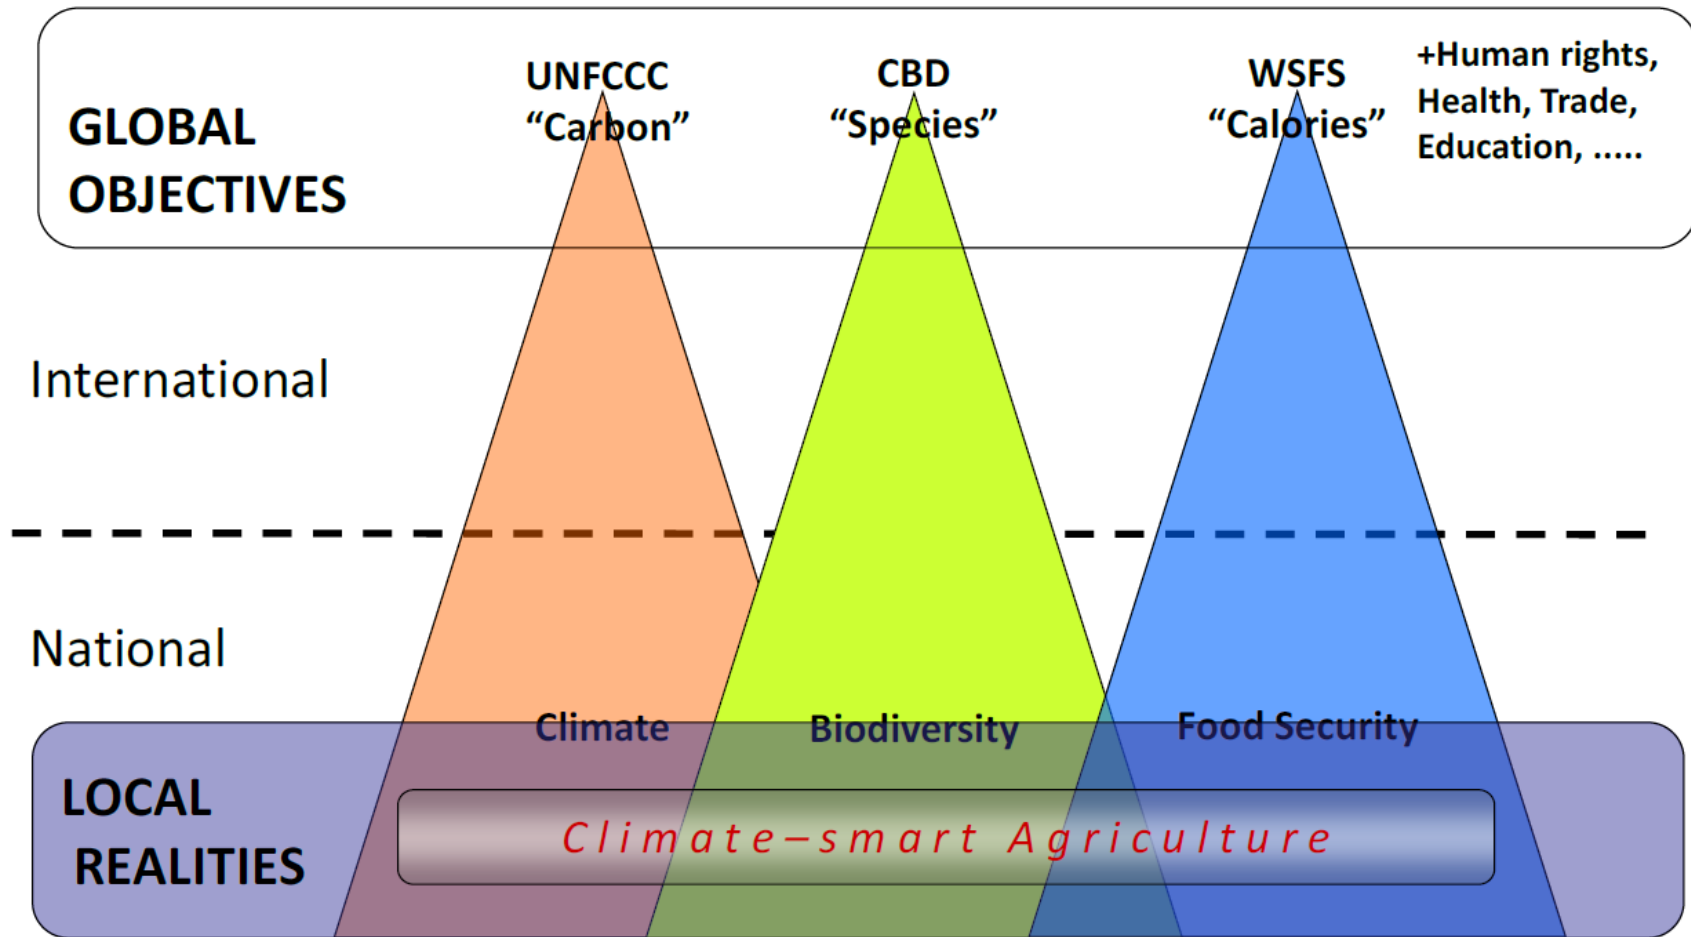 UNFCCC
“Carbon”
CBD
“Species”
WSFS
“Calories”
+Human rights,
Health, Trade,
Education, .....
GLOBAL
OBJECTIVES
International
National
Climate
Biodiversity
Food Security
LOCAL
REALITIES
Climate–smart Agriculture